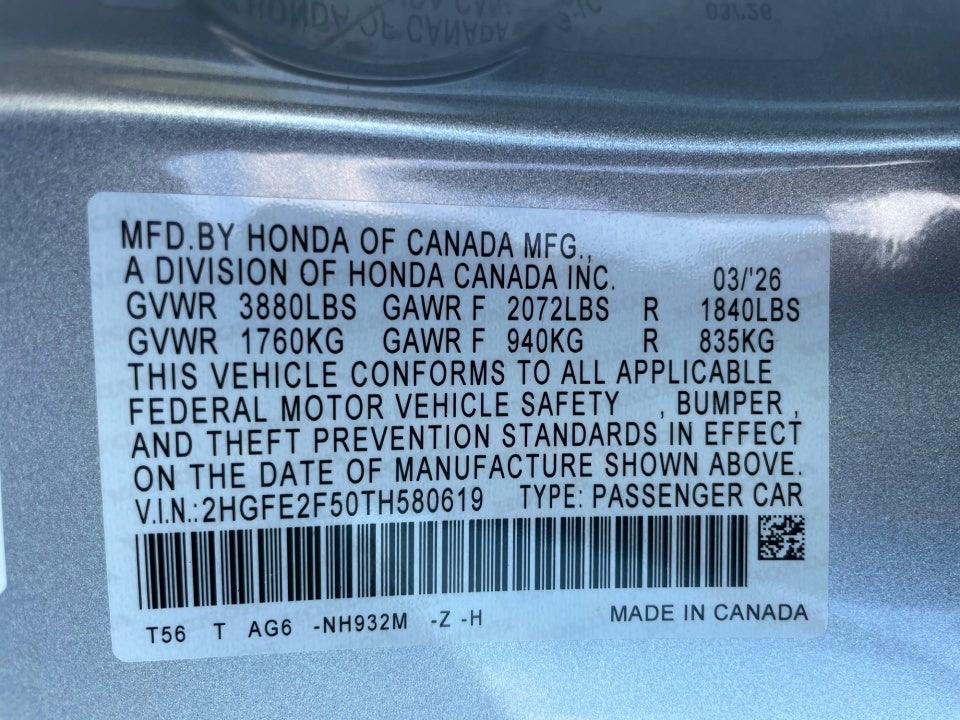 MFD.BY HONDA OF CANADA MFG.,
A DIVISION OF HONDA CANADA INC. 03/'26
GVWR 3880LBS GAWR F 2072LBS R 1840LBS
GVWR 1760KG GAWR F 940KG R 835KG
THIS VEHICLE CONFORMS TO ALL APPLICABLE
FEDERAL MOTOR VEHICLE SAFETY , BUMPER ,
AND THEFT PREVENTION STANDARDS IN EFFECT
ON THE DATE OF MANUFACTURE SHOWN ABOVE.
V.I.N.:2HGFE2F50TH580619 TYPE: PASSENGER CAR
T56 T AG6 -NH932M -Z -H MADE IN CANADA